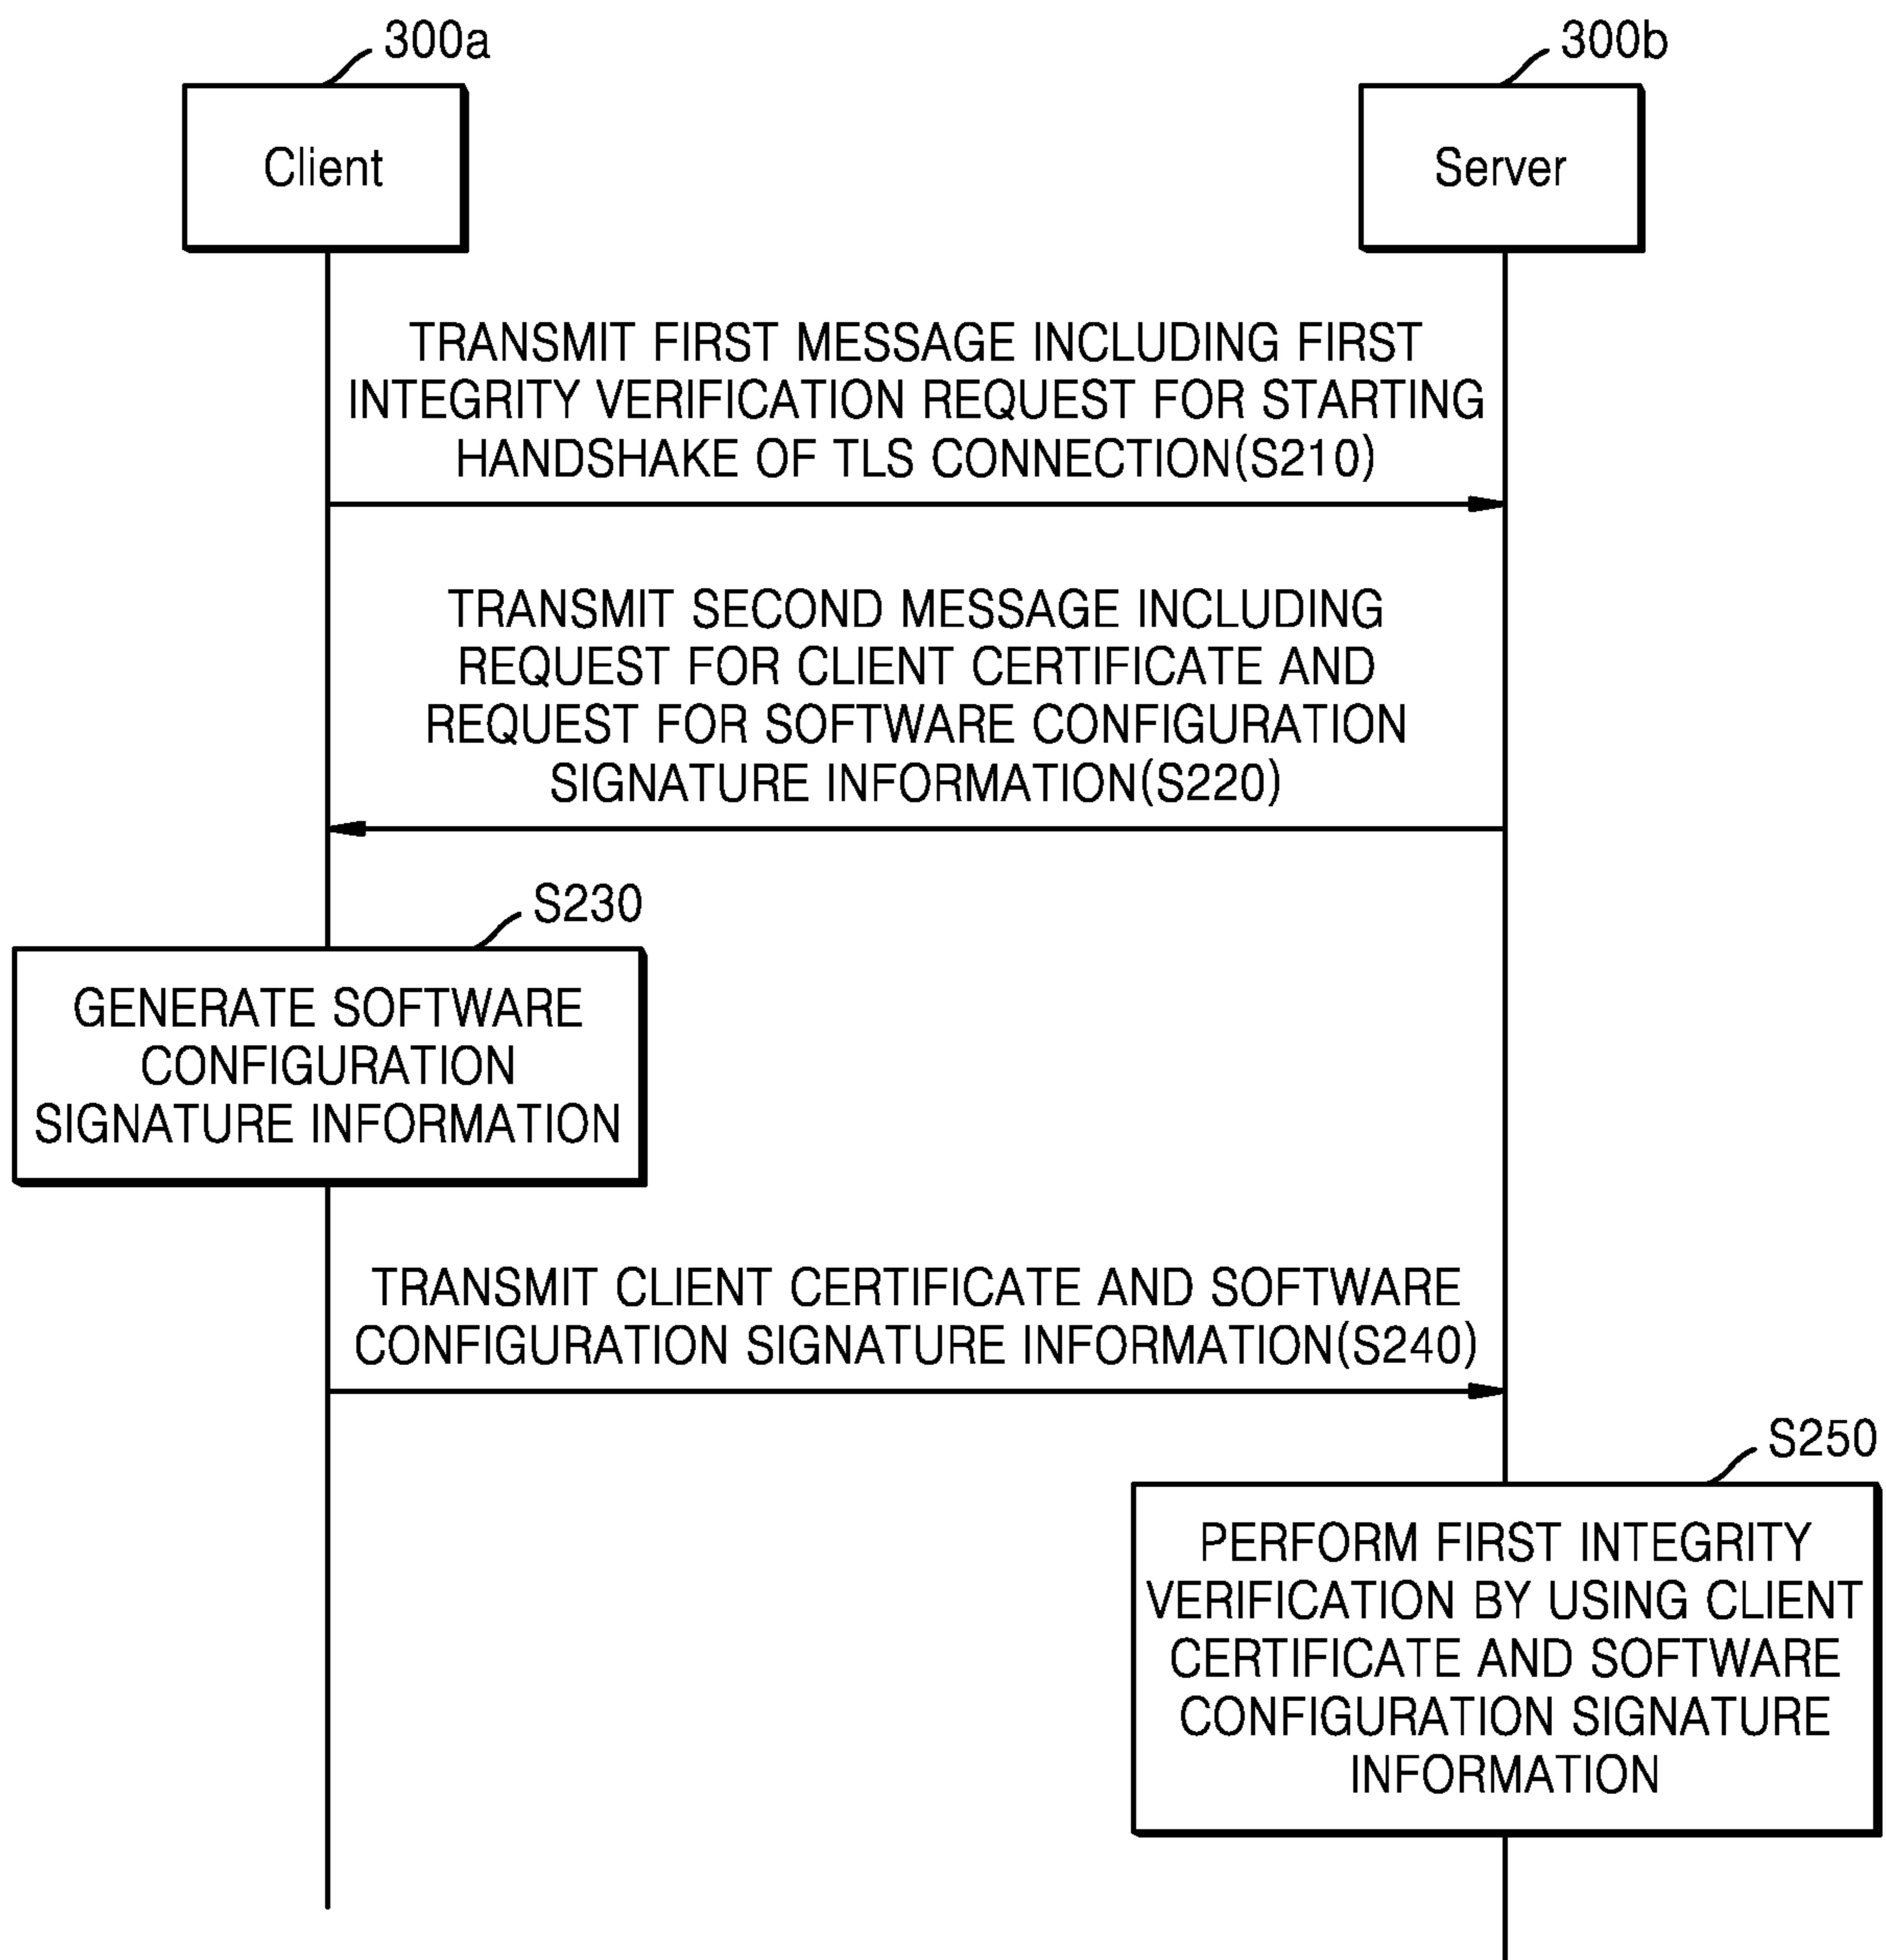 300a
300b
Client
Server
TRANSMIT FIRST MESSAGE INCLUDING FIRST
INTEGRITY VERIFICATION REQUEST FOR STARTING
HANDSHAKE OF TLS CONNECTION(S210)
TRANSMIT SECOND MESSAGE INCLUDING
REQUEST FOR CLIENT CERTIFICATE AND
REQUEST FOR SOFTWARE CONFIGURATION
SIGNATURE INFORMATION(S220)
S230
GENERATE SOFTWARE
CONFIGURATION
SIGNATURE INFORMATION
TRANSMIT CLIENT CERTIFICATE AND SOFTWARE
CONFIGURATION SIGNATURE INFORMATION(S240)
S250
PERFORM FIRST INTEGRITY
VERIFICATION BY USING CLIENT
CERTIFICATE AND SOFTWARE
CONFIGURATION SIGNATURE
INFORMATION